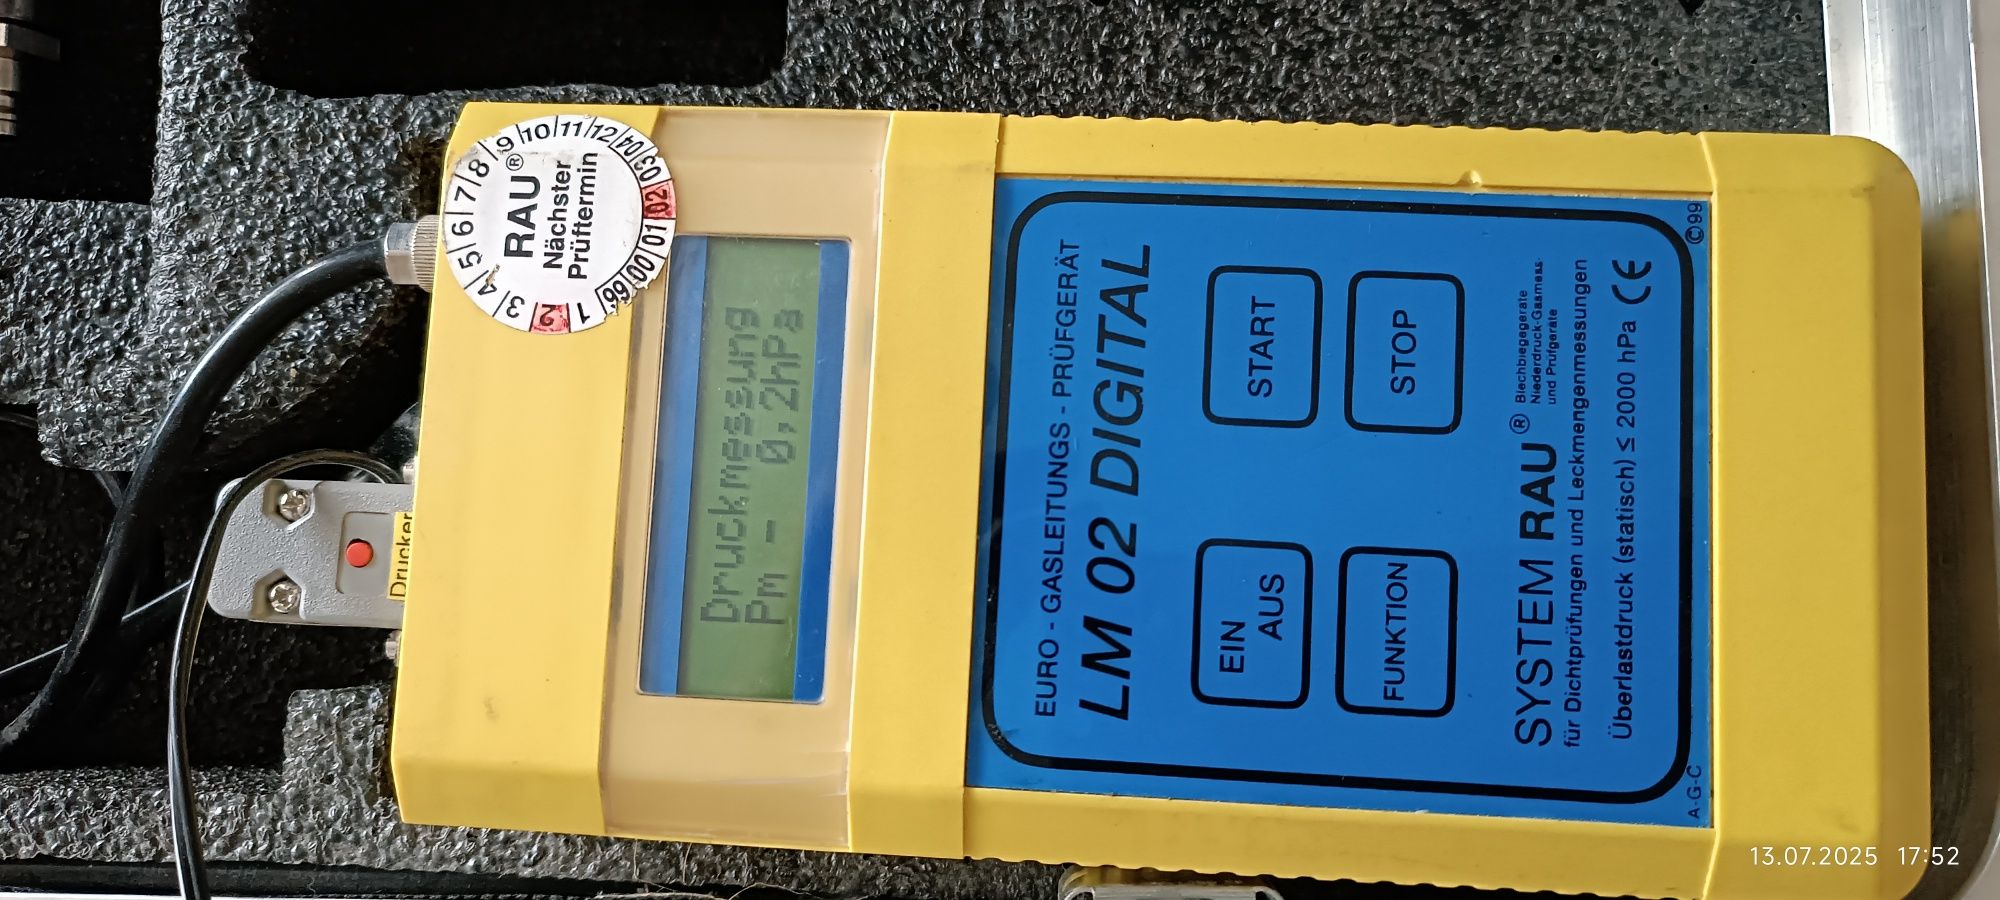 5 6 7 8 9 10 11 12 04 03 02 01 00 99 1 2 3 4
RAU®
Nächster
Prüftermin
Drucker
Druckmessung
Pm - 0,2hPa
EURO - GASLEITUNGS - PRÜFGERÄT
LM 02 DIGITAL
EIN
AUS
START
FUNKTION
STOP
SYSTEM RAU®
Blechbiegegeräte
Niederdruck-Gasmess-
und Prüfgeräte
für Dichtprüfungen und Leckmengenmessungen
Überlastdruck (statisch) ≤ 2000 hPa CE
A-G-C
©99
13.07.2025 17:52